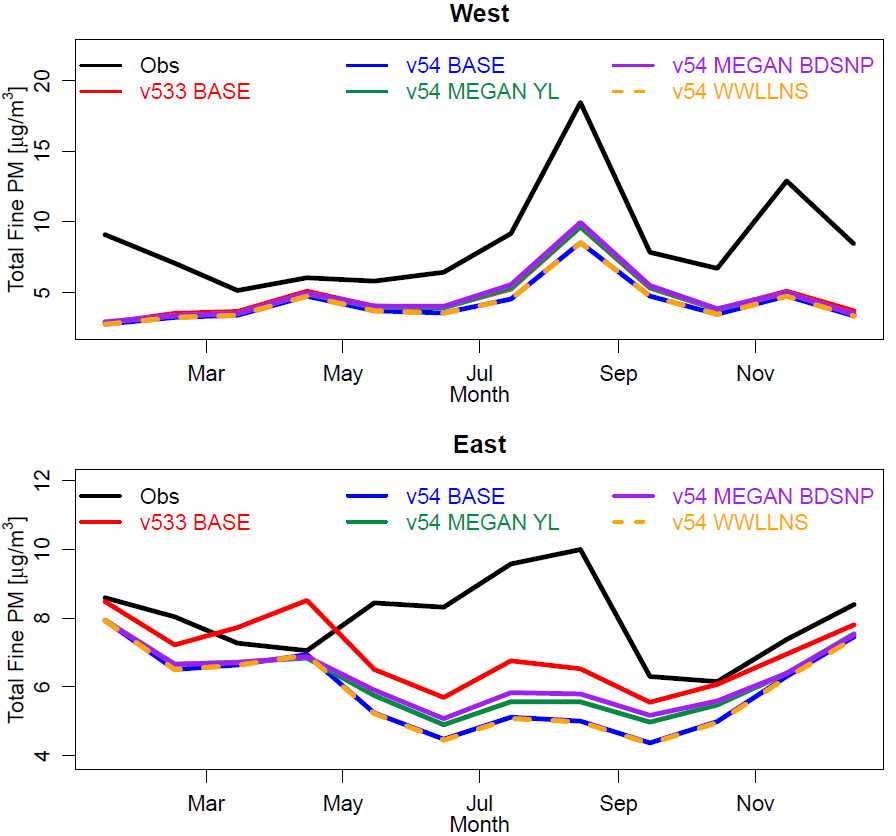 West
Obs v54 BASE v54 MEGAN BDSNP
v533 BASE v54 MEGAN YL v54 WWLLNS
Total Fine PM [μg/m³]
20
15
10
5
Mar May Jul Sep Nov
Month
East
Obs v54 BASE v54 MEGAN BDSNP
v533 BASE v54 MEGAN YL v54 WWLLNS
Total Fine PM [μg/m³]
12
10
8
6
4
Mar May Jul Sep Nov
Month